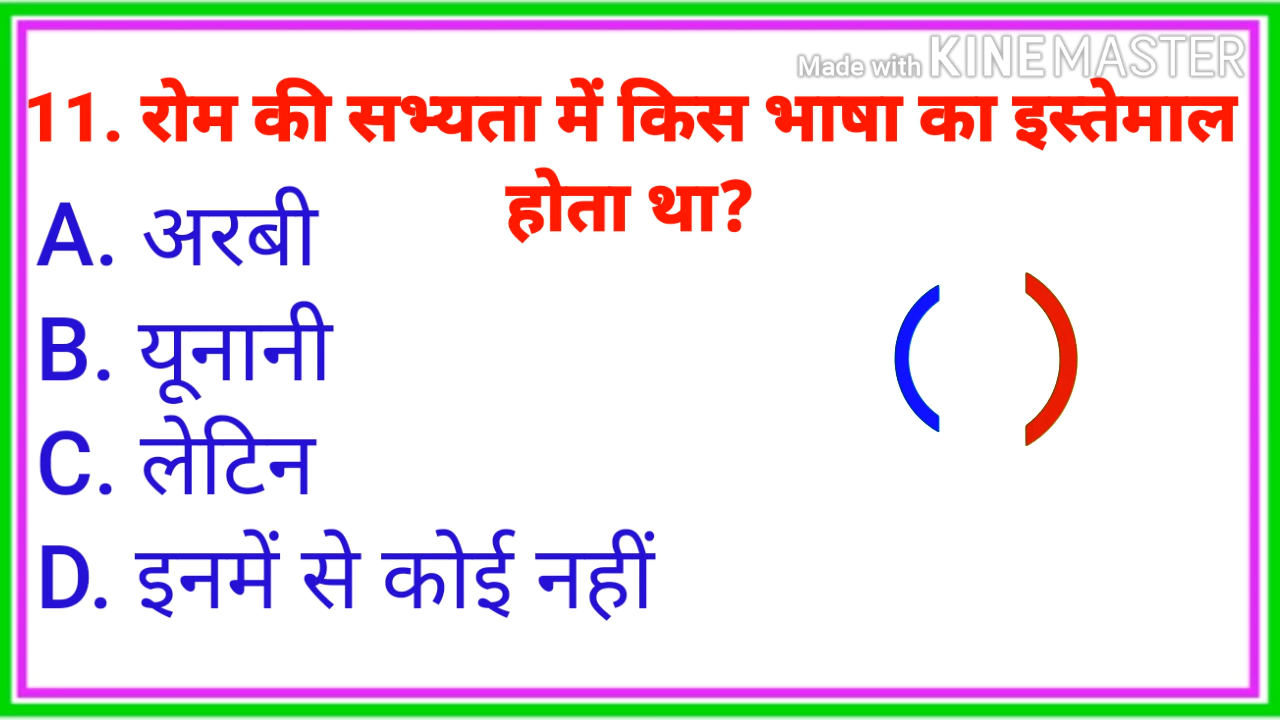 Made with KINEMASTER
11. रोम की सभ्यता में किस भाषा का इस्तेमाल
होता था?
A. अरबी
B. यूनानी
C. लेटिन
D. इनमें से कोई नहीं